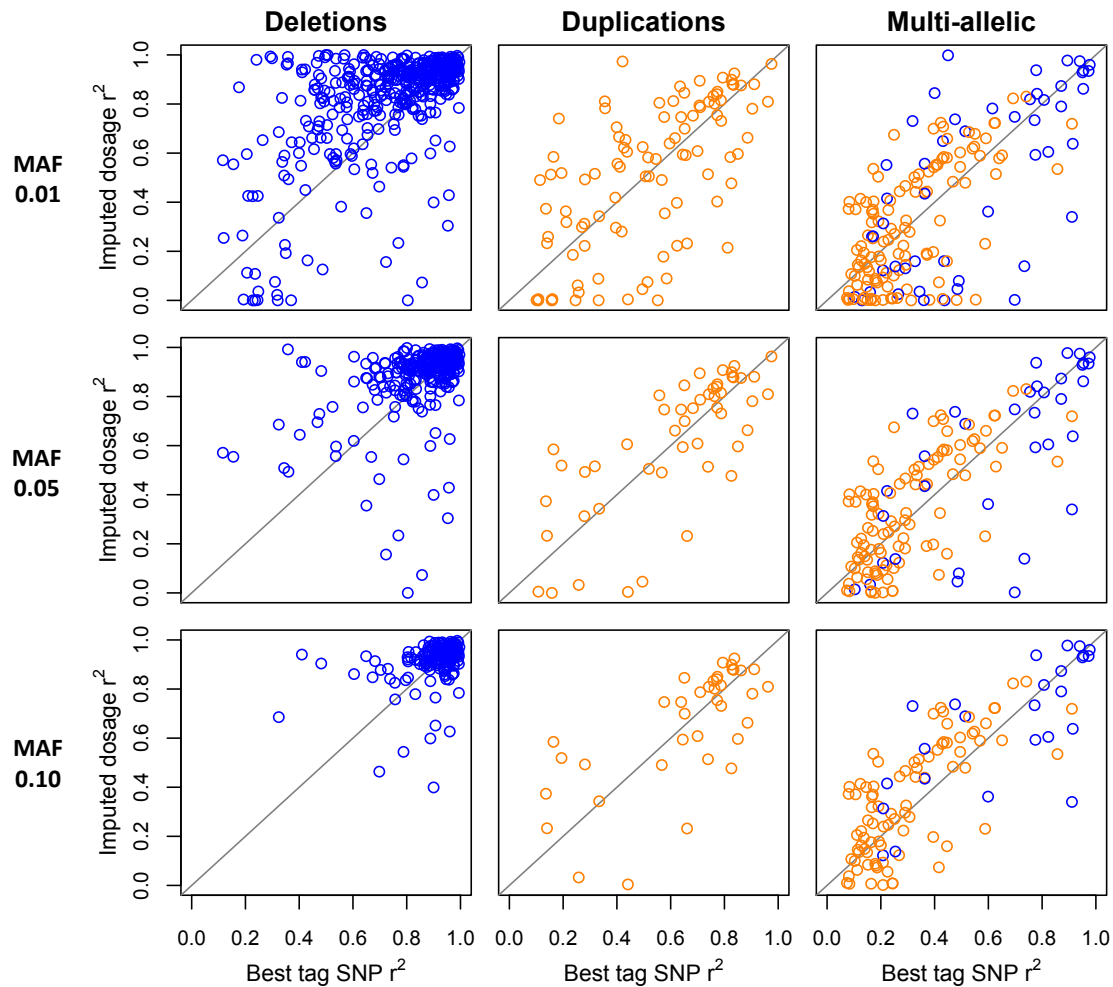 Deletions Duplications Multi-allelic
MAF 0.01
Imputed dosage r²
0.0 0.2 0.4 0.6 0.8 1.0
MAF 0.05
Imputed dosage r²
0.0 0.2 0.4 0.6 0.8 1.0
MAF 0.10
Imputed dosage r²
0.0 0.2 0.4 0.6 0.8 1.0
0.0 0.2 0.4 0.6 0.8 1.0 0.0 0.2 0.4 0.6 0.8 1.0 0.0 0.2 0.4 0.6 0.8 1.0
Best tag SNP r² Best tag SNP r² Best tag SNP r²